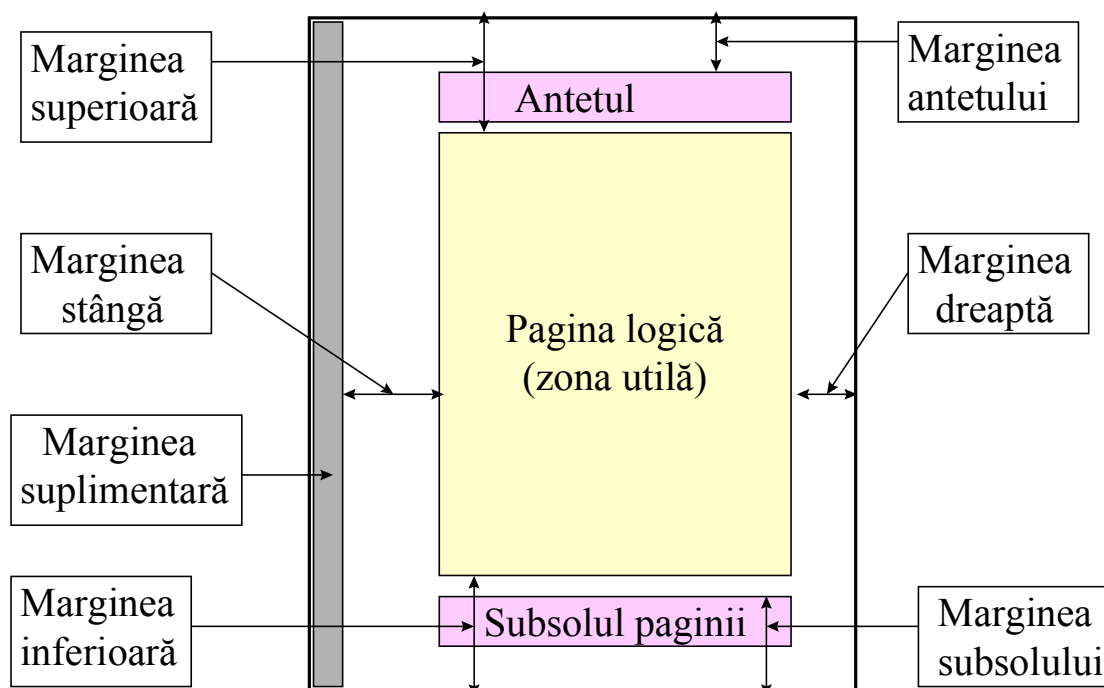 Marginea
superioară
Antetul
Marginea
antetului
Marginea
stângă
Pagina logică
(zona utilă)
Marginea
dreaptă
Marginea
suplimentară
Marginea
inferioară
Subsolul paginii
Marginea
subsolului